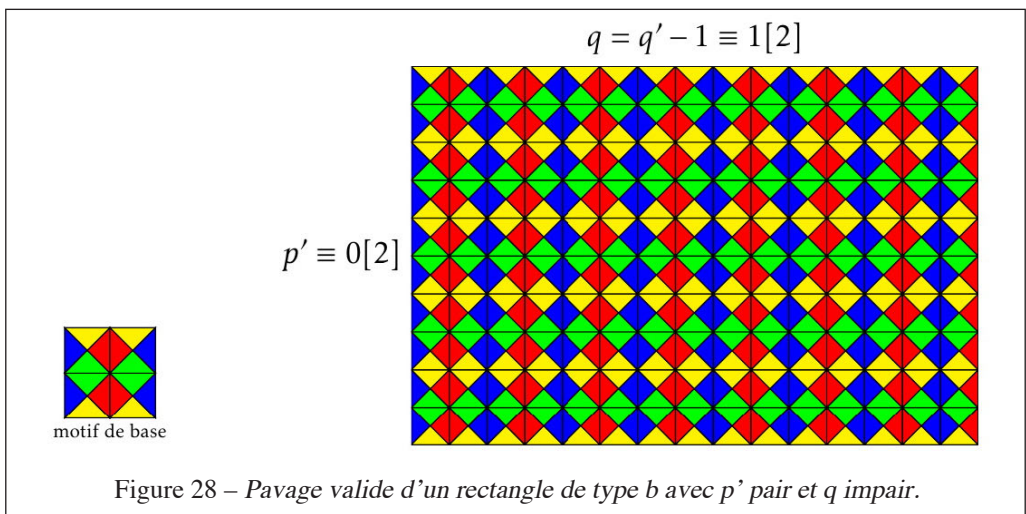 q = q′ − 1 ≡ 1[2]
p′ ≡ 0[2]
motif de base
Figure 28 – Pavage valide d'un rectangle de type b avec p' pair et q impair.